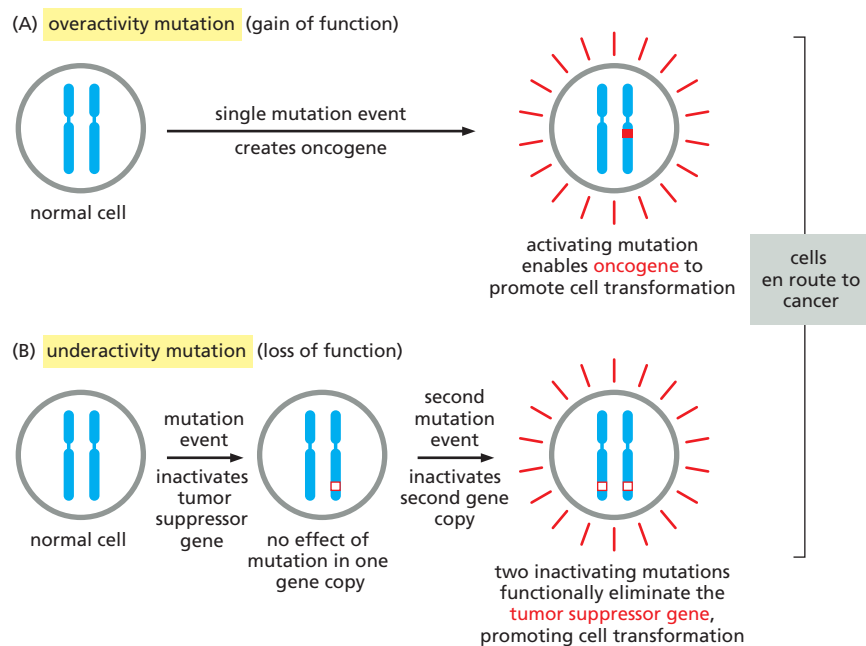 (A) overactivity mutation (gain of function)
single mutation event
creates oncogene
normal cell
activating mutation
enables oncogene to
promote cell transformation
cells
en route to
cancer
(B) underactivity mutation (loss of function)
mutation
event
inactivates
tumor
suppressor
gene
second
mutation
event
inactivates
second gene
copy
normal cell
no effect of
mutation in one
gene copy
two inactivating mutations
functionally eliminate the
tumor suppressor gene,
promoting cell transformation